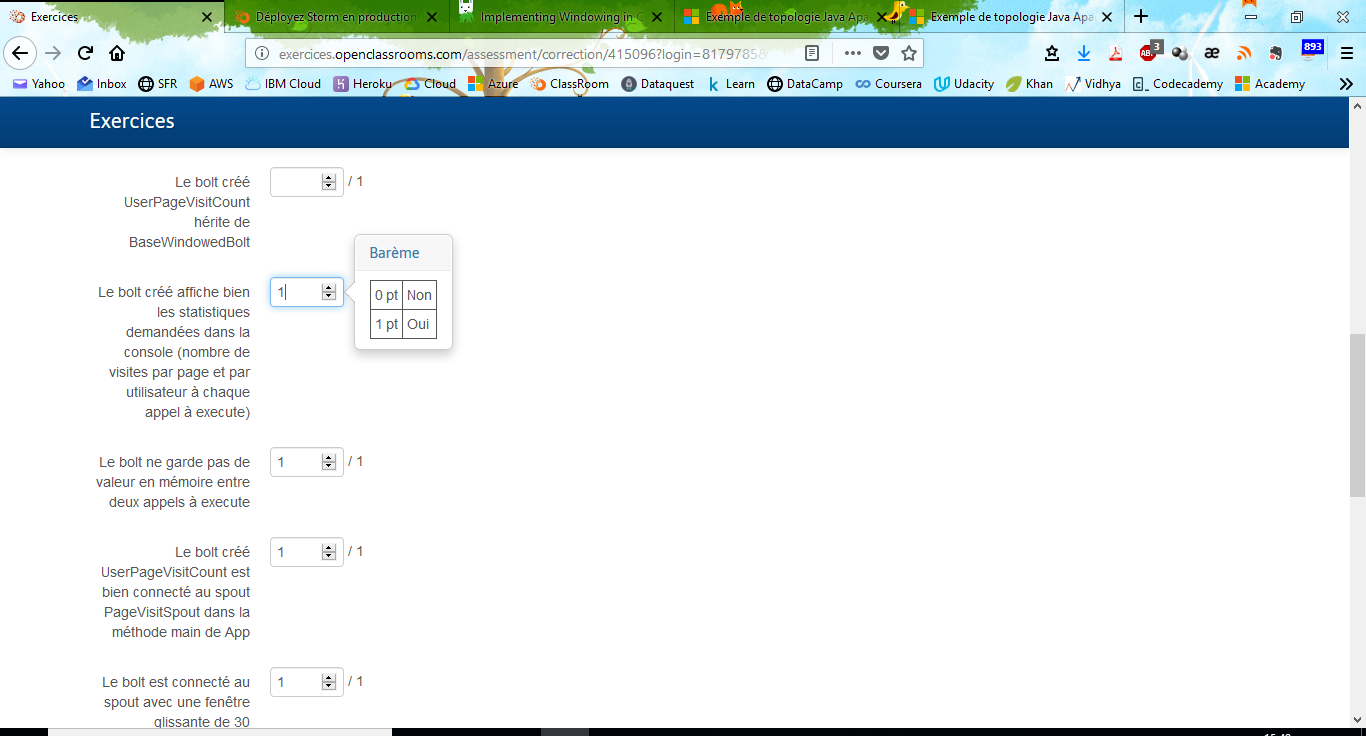 Exercices
Déployez Storm en production
Implementing Windowing in
Exemple de topologie Java Apa
Exemple de topologie Java Apa
exercices.openclassrooms.com/assessment/correction/415096?login=8179785
3
893
Yahoo
Inbox
SFR
AWS
IBM Cloud
Heroku
Cloud
Azure
ClassRoom
Dataquest
Learn
DataCamp
Coursera
Udacity
Khan
Vidhya
Codecademy
Academy
Exercices
Le bolt créé
UserPageVisitCount
hérite de
BaseWindowedBolt
/ 1
Le bolt créé affiche bien
les statistiques
demandées dans la
console (nombre de
visites par page et par
utilisateur à chaque
appel à execute)
1
Barème
0 pt Non
1 pt Oui
Le bolt ne garde pas de
valeur en mémoire entre
deux appels à execute
1 / 1
Le bolt créé
UserPageVisitCount est
bien connecté au spout
PageVisitSpout dans la
méthode main de App
1 / 1
Le bolt est connecté au
spout avec une fenêtre
glissante de 30
1 / 1